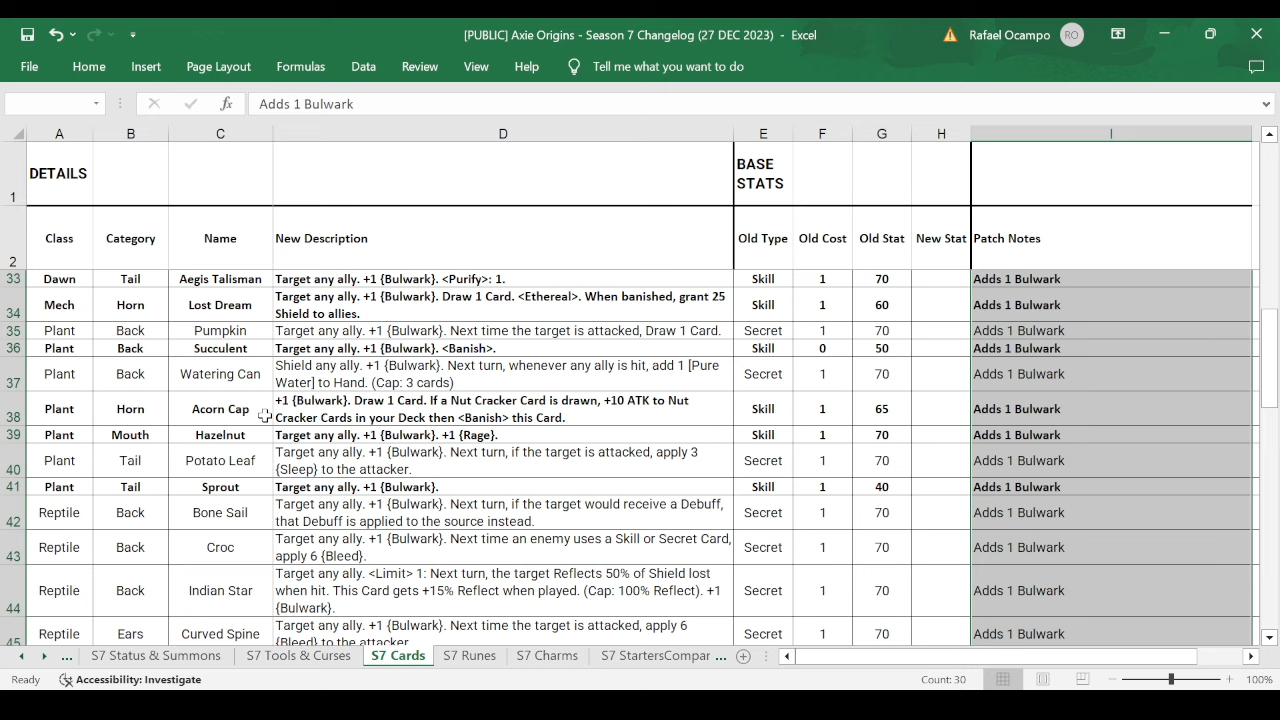 [PUBLIC] Axie Origins - Season 7 Changelog (27 DEC 2023) - Excel
Rafael Ocampo RO
File Home Insert Page Layout Formulas Data Review View Help Tell me what you want to do
fx Adds 1 Bulwark
A B C D E F G H I
1 DETAILS BASE
STATS
2 Class Category Name New Description Old Type Old Cost Old Stat New Stat Patch Notes
33 Dawn Tail Aegis Talisman Target any ally. +1 {Bulwark}. <Purify>: 1. Skill 1 70 Adds 1 Bulwark
34 Mech Horn Lost Dream Target any ally. +1 {Bulwark}. Draw 1 Card. <Ethereal>. When banished, grant 25
Shield to allies. Skill 1 60 Adds 1 Bulwark
35 Plant Back Pumpkin Target any ally. +1 {Bulwark}. Next time the target is attacked, Draw 1 Card. Secret 1 70 Adds 1 Bulwark
36 Plant Back Succulent Target any ally. +1 {Bulwark}. <Banish>. Skill 0 50 Adds 1 Bulwark
37 Plant Back Watering Can Shield any ally. +1 {Bulwark}. Next turn, whenever any ally is hit, add 1 [Pure
Water] to Hand. (Cap: 3 cards) Secret 1 70 Adds 1 Bulwark
38 Plant Horn Acorn Cap +1 {Bulwark}. Draw 1 Card. If a Nut Cracker Card is drawn, +10 ATK to Nut
Cracker Cards in your Deck then <Banish> this Card. Skill 1 65 Adds 1 Bulwark
39 Plant Mouth Hazelnut Target any ally. +1 {Bulwark}. +1 {Rage}. Skill 1 70 Adds 1 Bulwark
40 Plant Tail Potato Leaf Target any ally. +1 {Bulwark}. Next turn, if the target is attacked, apply 3
{Sleep} to the attacker. Secret 1 70 Adds 1 Bulwark
41 Plant Tail Sprout Target any ally. +1 {Bulwark}. Skill 1 40 Adds 1 Bulwark
42 Reptile Back Bone Sail Target any ally. +1 {Bulwark}. Next turn, if the target would receive a Debuff,
that Debuff is applied to the source instead. Secret 1 70 Adds 1 Bulwark
43 Reptile Back Croc Target any ally. +1 {Bulwark}. Next time an enemy uses a Skill or Secret Card,
apply 6 {Bleed}. Secret 1 70 Adds 1 Bulwark
44 Reptile Back Indian Star Target any ally. <Limit> 1: Next turn, the target Reflects 50% of Shield lost
when hit. This Card gets +15% Reflect when played. (Cap: 100% Reflect). +1
{Bulwark}. Secret 1 70 Adds 1 Bulwark
45 Reptile Ears Curved Spine Target any ally. +1 {Bulwark}. Next time the target is attacked, apply 6
{Bleed} to the attacker Secret 1 70 Adds 1 Bulwark
... S7 Status & Summons S7 Tools & Curses S7 Cards S7 Runes S7 Charms S7 StartersCompar ...
Ready Accessibility: Investigate Count: 30 100%